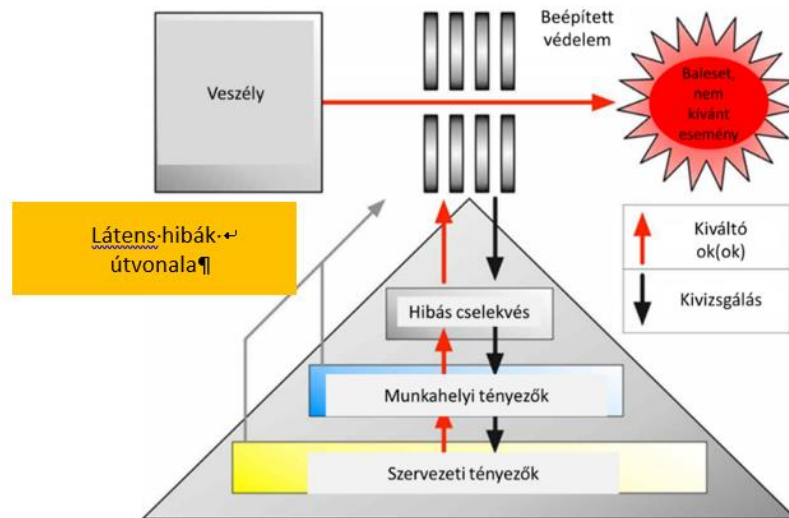 Beépített
védelem
Veszély
Baleset,
nem
kívánt
esemény
Látens·hibák·↵
útvonala¶
Kiváltó
ok(ok)
Kivizsgálás
Hibás cselekvés
Munkahelyi tényezők
Szervezeti tényezők